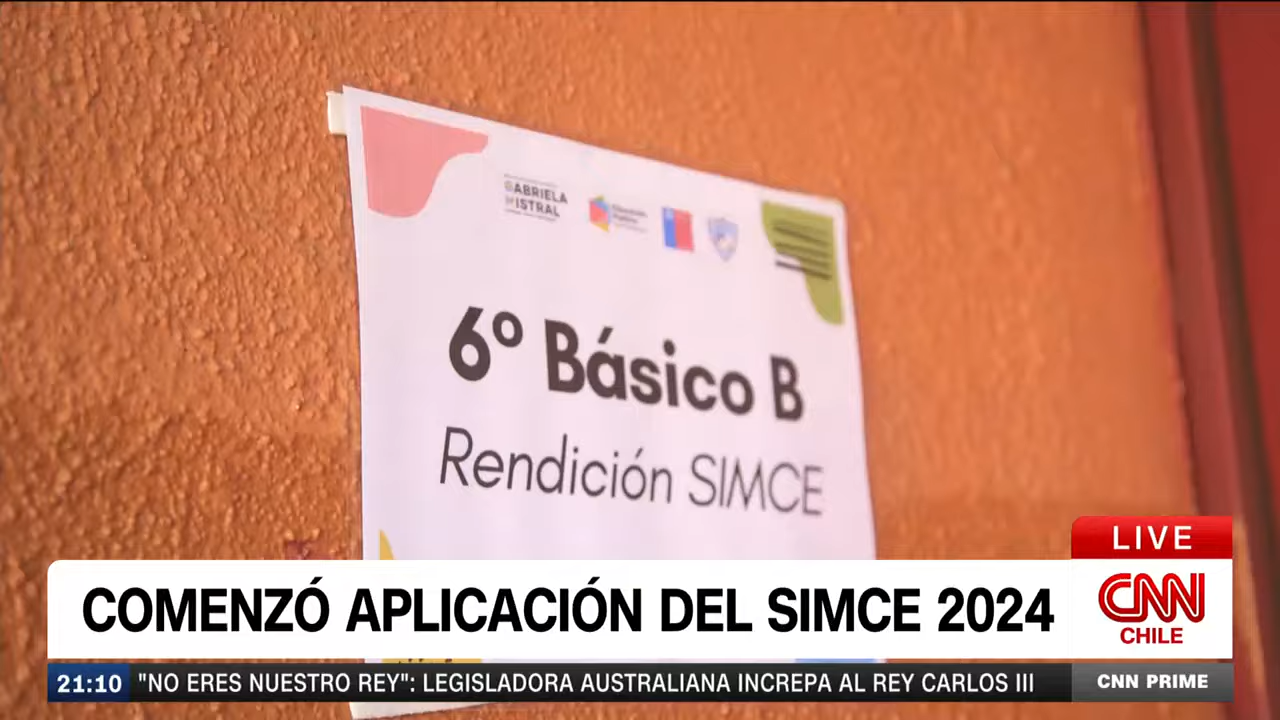 GABRIELA
MISTRAL
6º Básico B
Rendición SIMCE
LIVE
COMENZÓ APLICACIÓN DEL SIMCE 2024
CNN
CHILE
21:10 "NO ERES NUESTRO REY": LEGISLADORA AUSTRALIANA INCREPA AL REY CARLOS III CNN PRIME